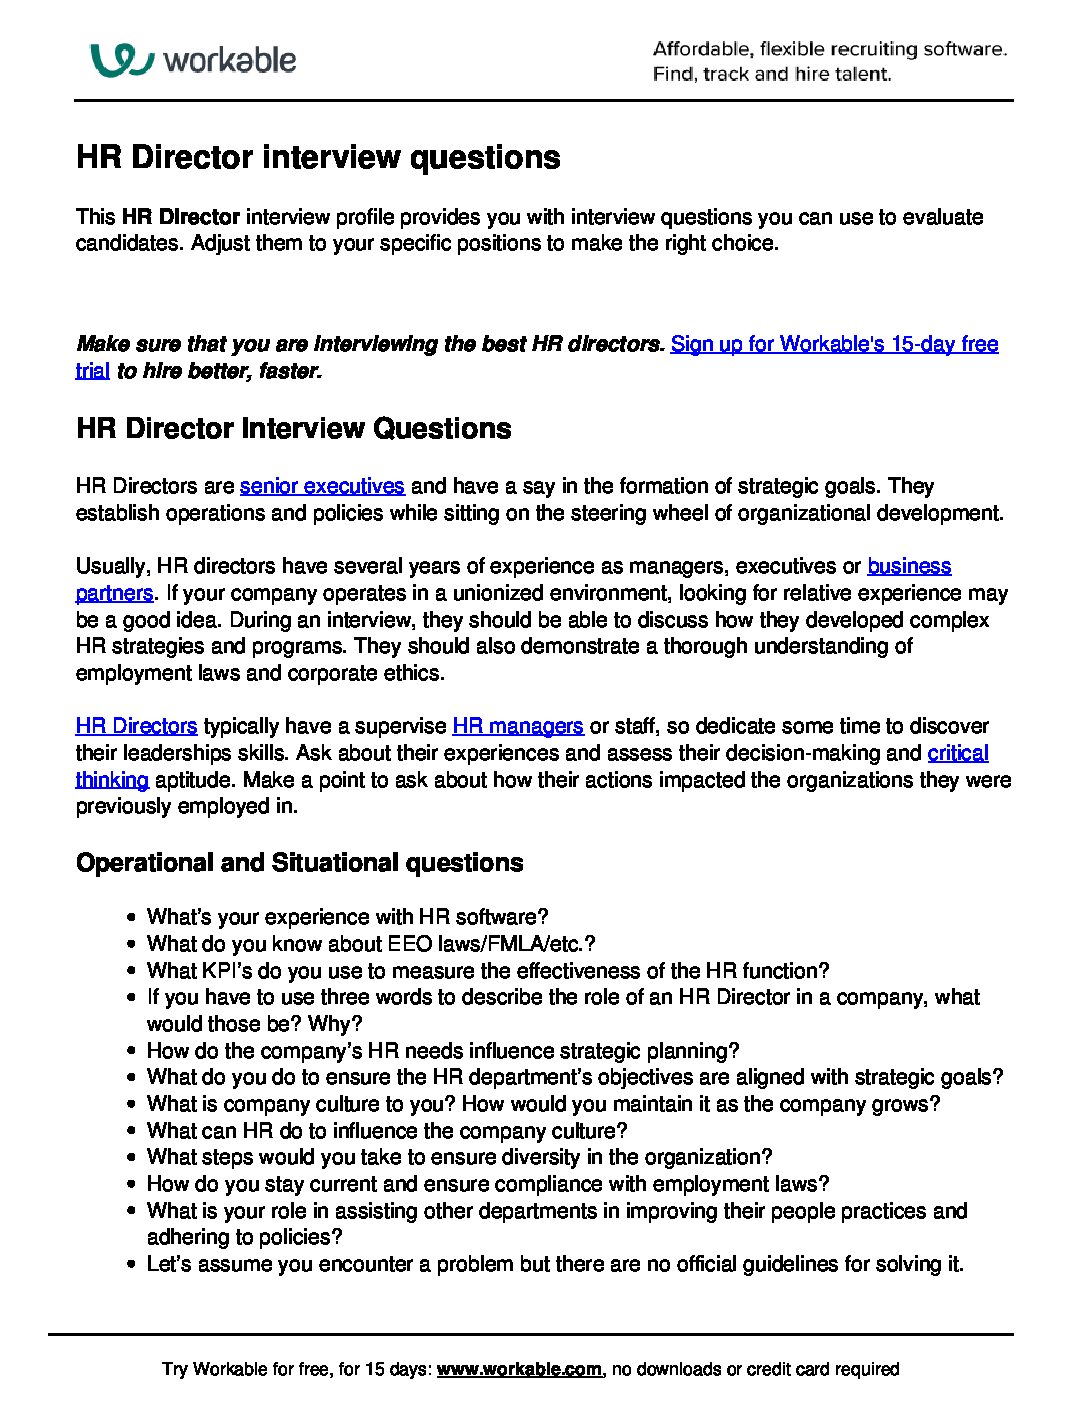 workable
Affordable, flexible recruiting software.
Find, track and hire talent.
HR Director interview questions
This HR Director interview profile provides you with interview questions you can use to evaluate
candidates. Adjust them to your specific positions to make the right choice.
Make sure that you are interviewing the best HR directors. Sign up for Workable's 15-day free
trial to hire better, faster.
HR Director Interview Questions
HR Directors are senior executives and have a say in the formation of strategic goals. They
establish operations and policies while sitting on the steering wheel of organizational development.
Usually, HR directors have several years of experience as managers, executives or business
partners. If your company operates in a unionized environment, looking for relative experience may
be a good idea. During an interview, they should be able to discuss how they developed complex
HR strategies and programs. They should also demonstrate a thorough understanding of
employment laws and corporate ethics.
HR Directors typically have a supervise HR managers or staff, so dedicate some time to discover
their leaderships skills. Ask about their experiences and assess their decision-making and critical
thinking aptitude. Make a point to ask about how their actions impacted the organizations they were
previously employed in.
Operational and Situational questions
• What’s your experience with HR software?
• What do you know about EEO laws/FMLA/etc.?
• What KPI’s do you use to measure the effectiveness of the HR function?
• If you have to use three words to describe the role of an HR Director in a company, what
would those be? Why?
• How do the company’s HR needs influence strategic planning?
• What do you do to ensure the HR department’s objectives are aligned with strategic goals?
• What is company culture to you? How would you maintain it as the company grows?
• What can HR do to influence the company culture?
• What steps would you take to ensure diversity in the organization?
• How do you stay current and ensure compliance with employment laws?
• What is your role in assisting other departments in improving their people practices and
adhering to policies?
• Let’s assume you encounter a problem but there are no official guidelines for solving it.
Try Workable for free, for 15 days: www.workable.com, no downloads or credit card required